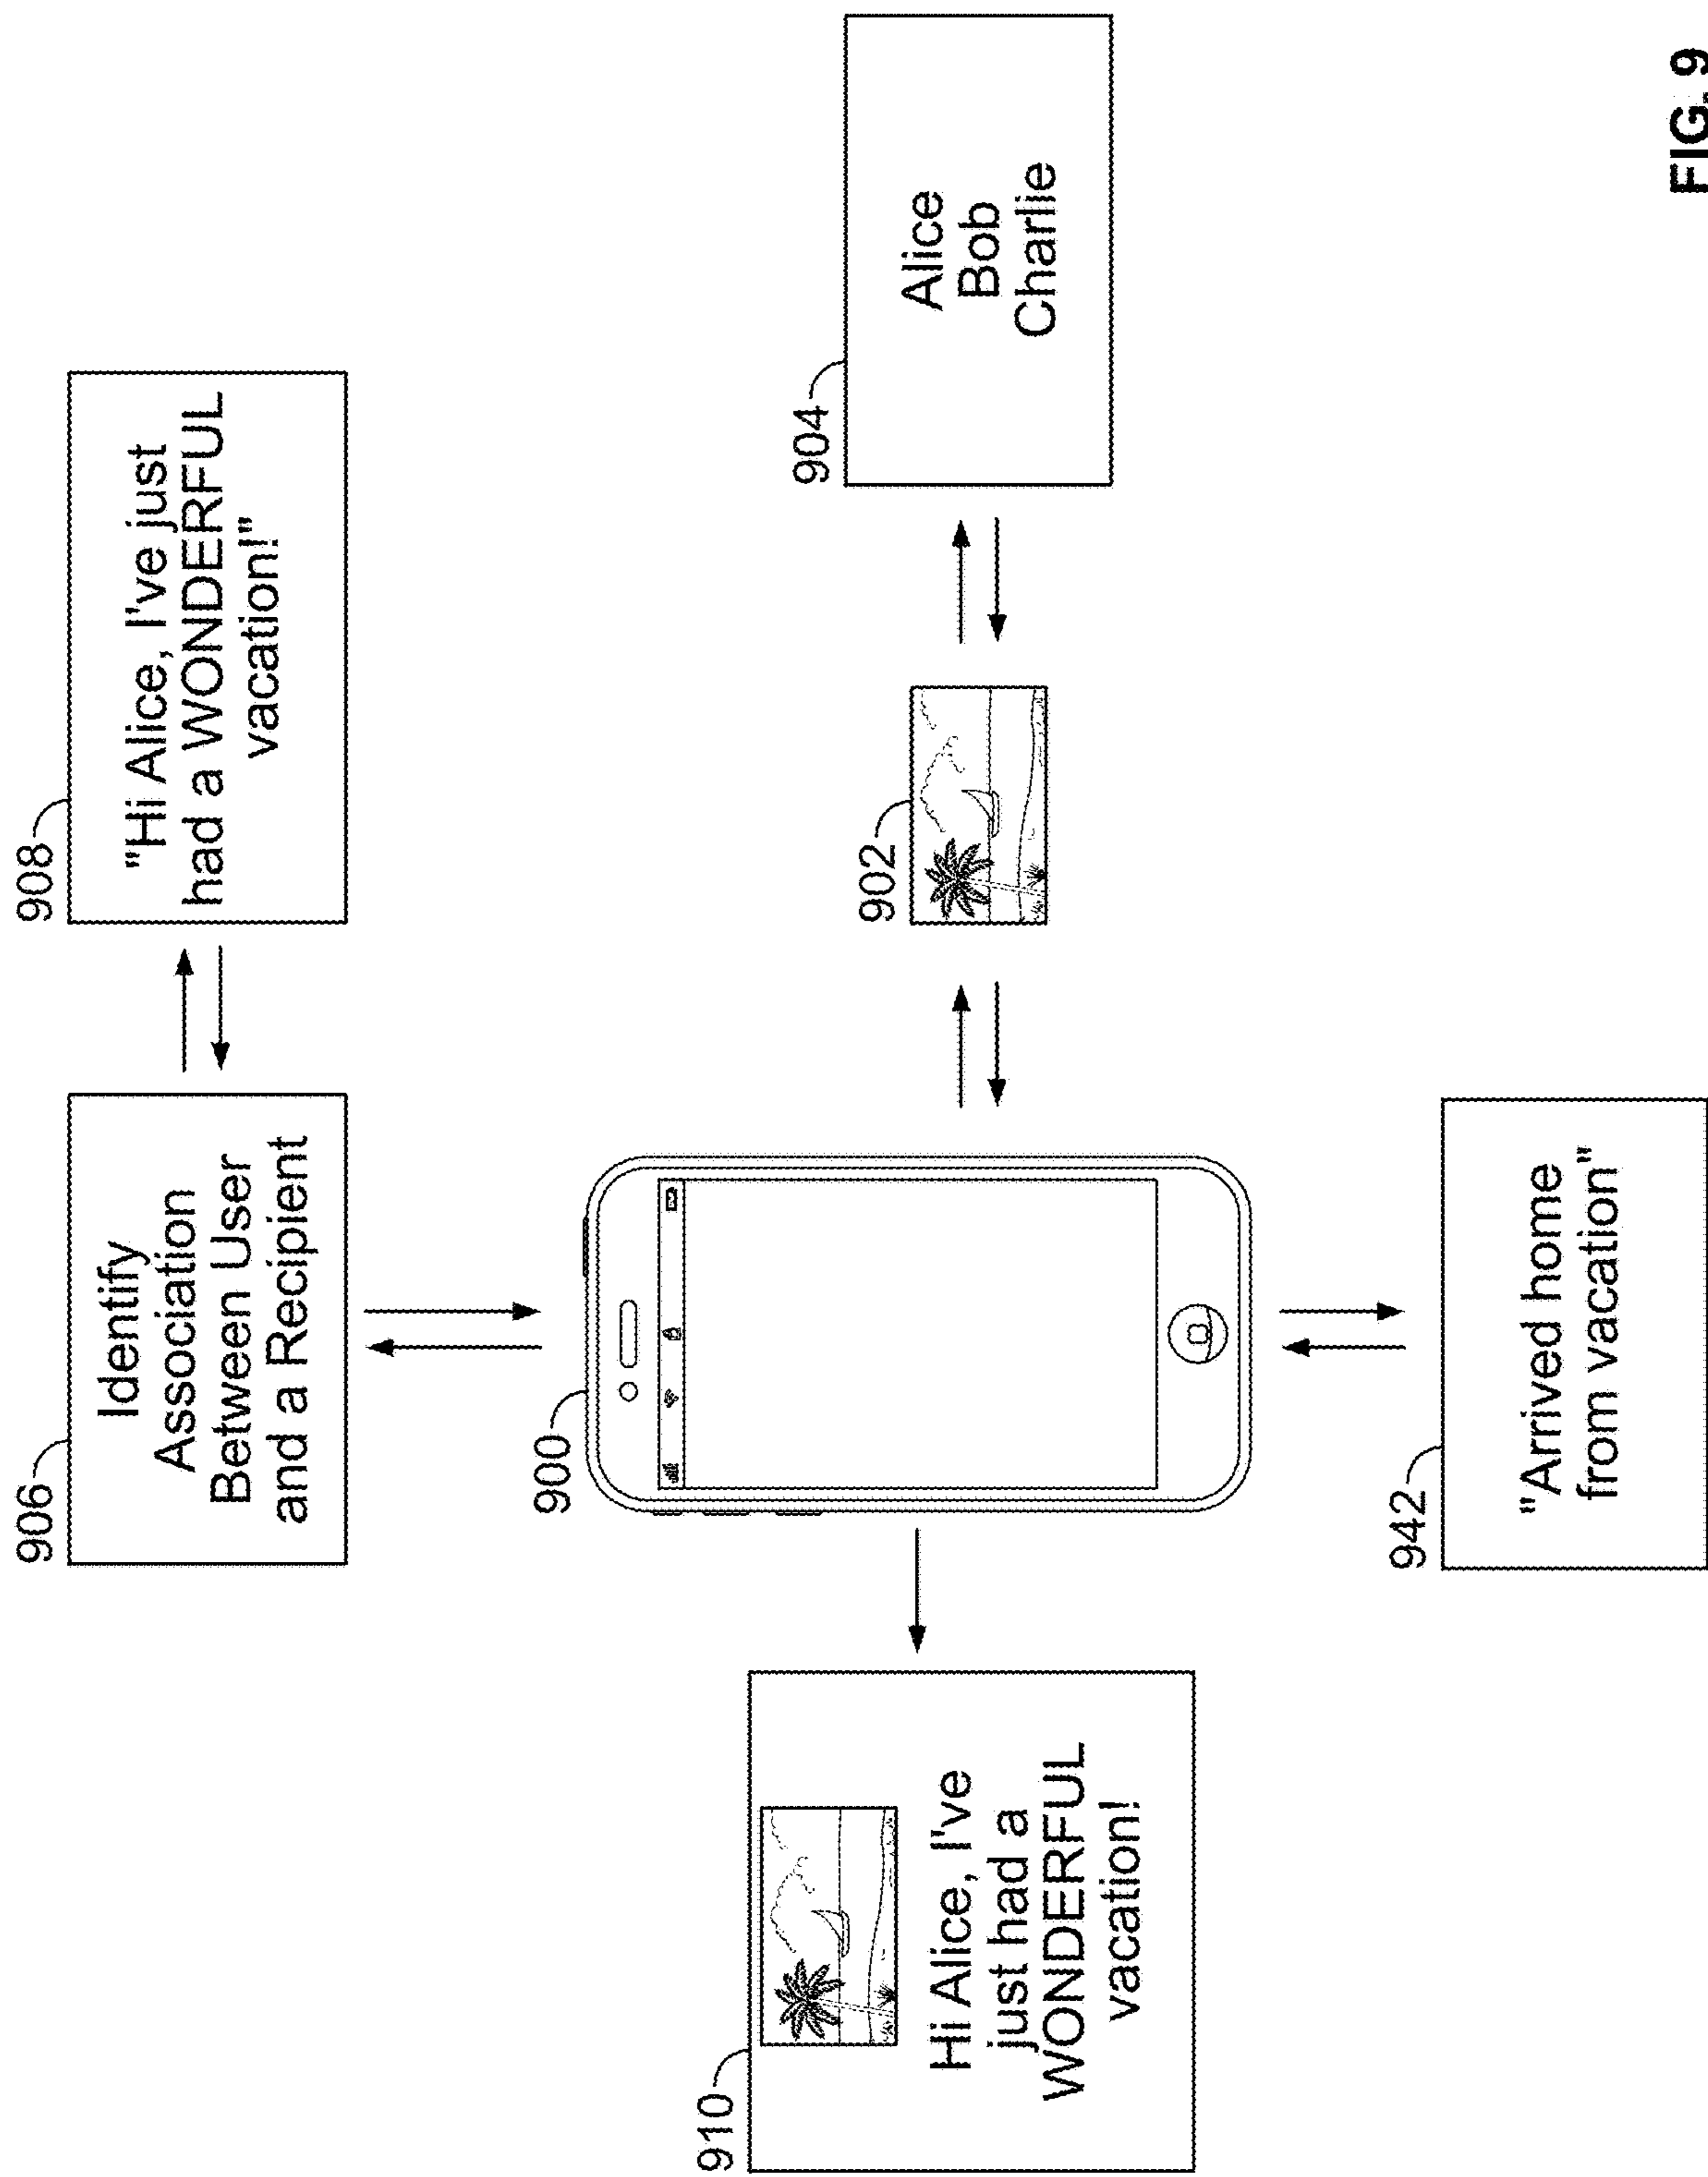 906
Identify
Association
Between User
and a Recipient
908
"Hi Alice, I've just
had a WONDERFUL
vacation!"
900
910
Hi Alice, I've
just had a
WONDERFUL
vacation!
902
904
Alice
Bob
Charlie
942
"Arrived home
from vacation"
FIG. 9